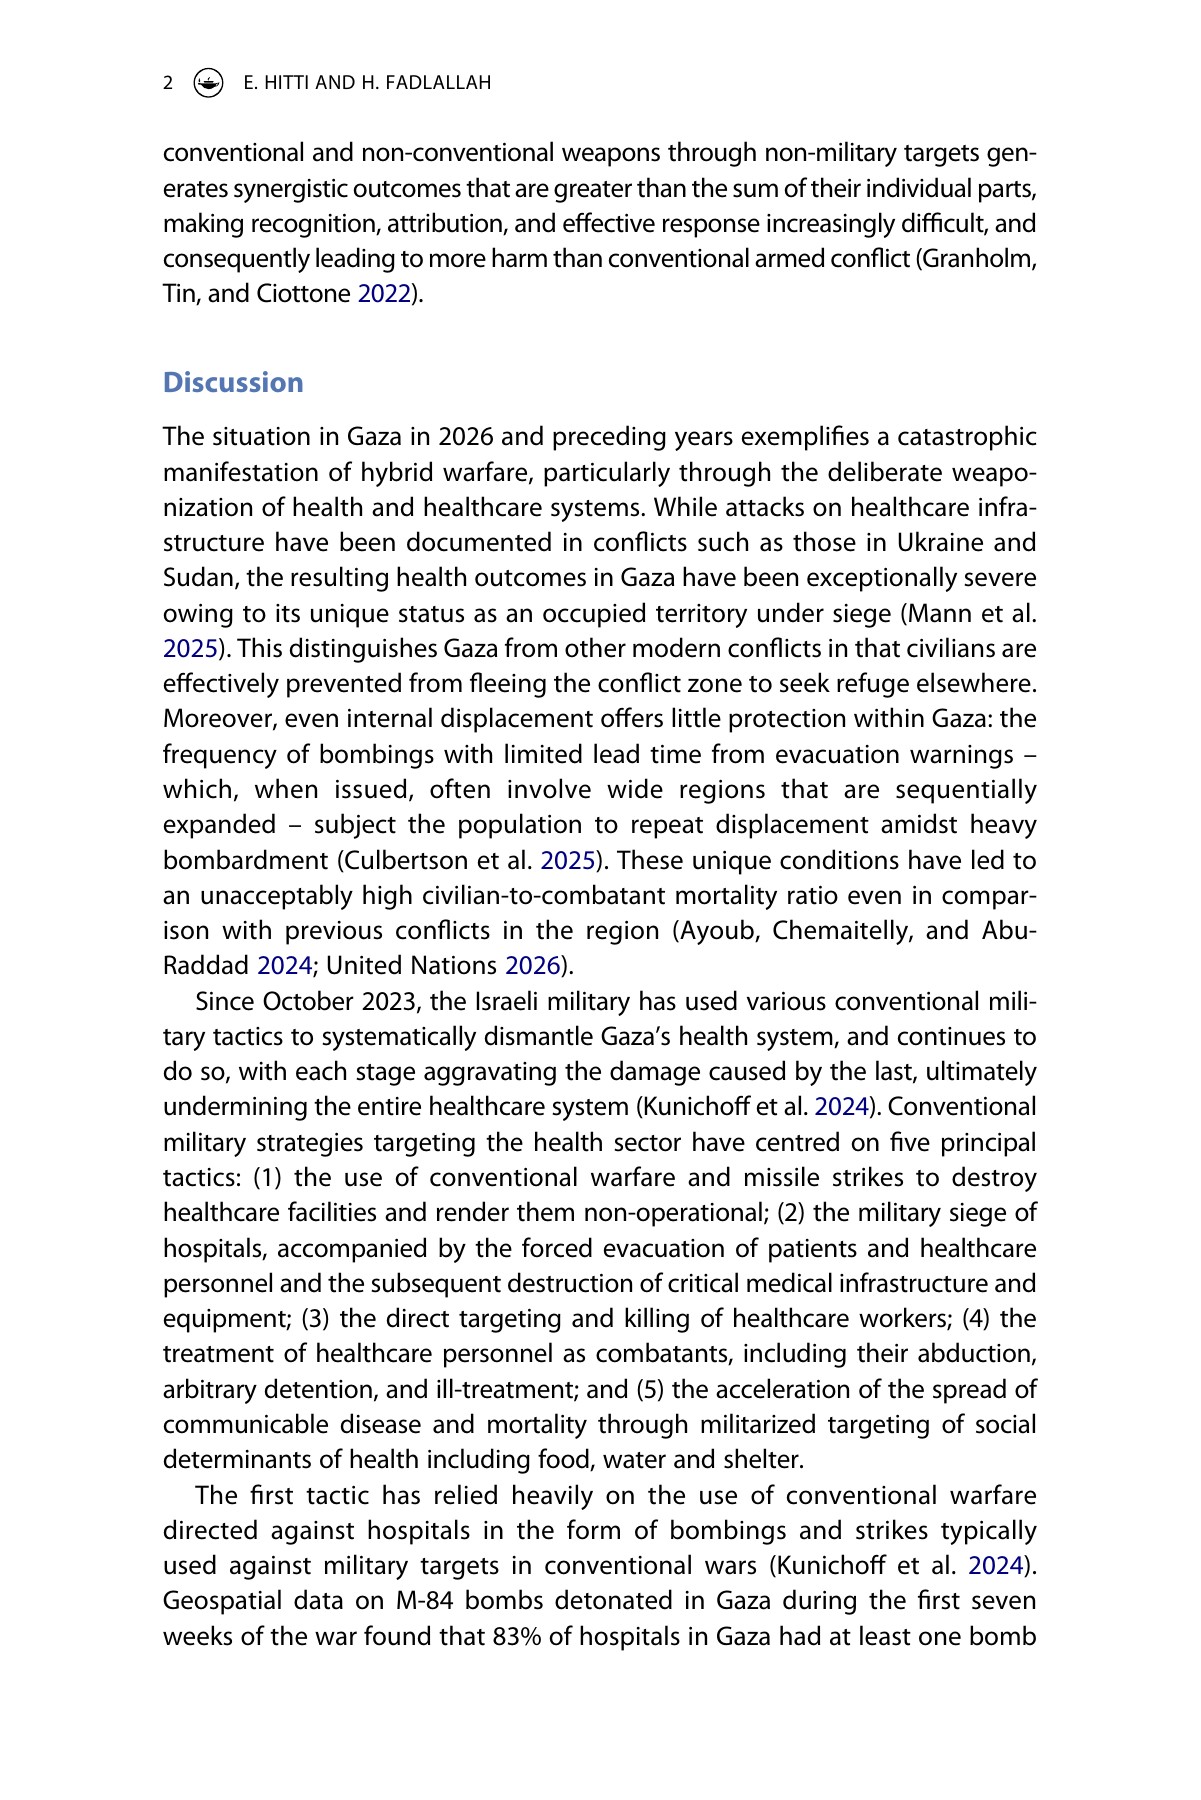 2 E. HITTI AND H. FADLALLAH
conventional and non-conventional weapons through non-military targets gen-
erates synergistic outcomes that are greater than the sum of their individual parts,
making recognition, attribution, and effective response increasingly difficult, and
consequently leading to more harm than conventional armed conflict (Granholm,
Tin, and Ciottone 2022).
Discussion
The situation in Gaza in 2026 and preceding years exemplifies a catastrophic
manifestation of hybrid warfare, particularly through the deliberate weapo-
nization of health and healthcare systems. While attacks on healthcare infra-
structure have been documented in conflicts such as those in Ukraine and
Sudan, the resulting health outcomes in Gaza have been exceptionally severe
owing to its unique status as an occupied territory under siege (Mann et al.
2025). This distinguishes Gaza from other modern conflicts in that civilians are
effectively prevented from fleeing the conflict zone to seek refuge elsewhere.
Moreover, even internal displacement offers little protection within Gaza: the
frequency of bombings with limited lead time from evacuation warnings –
which, when issued, often involve wide regions that are sequentially
expanded – subject the population to repeat displacement amidst heavy
bombardment (Culbertson et al. 2025). These unique conditions have led to
an unacceptably high civilian-to-combatant mortality ratio even in compar-
ison with previous conflicts in the region (Ayoub, Chemaitelly, and Abu-
Raddad 2024; United Nations 2026).
Since October 2023, the Israeli military has used various conventional mili-
tary tactics to systematically dismantle Gaza’s health system, and continues to
do so, with each stage aggravating the damage caused by the last, ultimately
undermining the entire healthcare system (Kunichoff et al. 2024). Conventional
military strategies targeting the health sector have centred on five principal
tactics: (1) the use of conventional warfare and missile strikes to destroy
healthcare facilities and render them non-operational; (2) the military siege of
hospitals, accompanied by the forced evacuation of patients and healthcare
personnel and the subsequent destruction of critical medical infrastructure and
equipment; (3) the direct targeting and killing of healthcare workers; (4) the
treatment of healthcare personnel as combatants, including their abduction,
arbitrary detention, and ill-treatment; and (5) the acceleration of the spread of
communicable disease and mortality through militarized targeting of social
determinants of health including food, water and shelter.
The first tactic has relied heavily on the use of conventional warfare
directed against hospitals in the form of bombings and strikes typically
used against military targets in conventional wars (Kunichoff et al. 2024).
Geospatial data on M-84 bombs detonated in Gaza during the first seven
weeks of the war found that 83% of hospitals in Gaza had at least one bomb